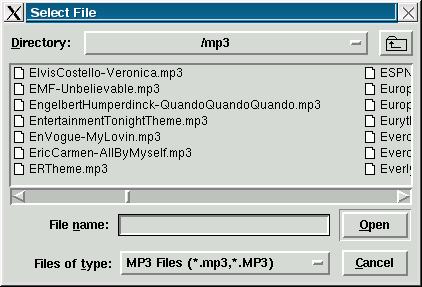 Select File
Directory: /mp3
ElvisCostello-Veronica.mp3 ESPN
EMF-Unbelievable.mp3 Europ
EngelbertHumperdinck-QuandoQuandoQuando.mp3 Europ
EntertainmentTonightTheme.mp3 Euryth
EnVogue-MyLovin.mp3 Everc
EricCarmen-AllByMyself.mp3 Everc
ERTheme.mp3 Everly
File name: Open
Files of type: MP3 Files (*.mp3,*.MP3) Cancel